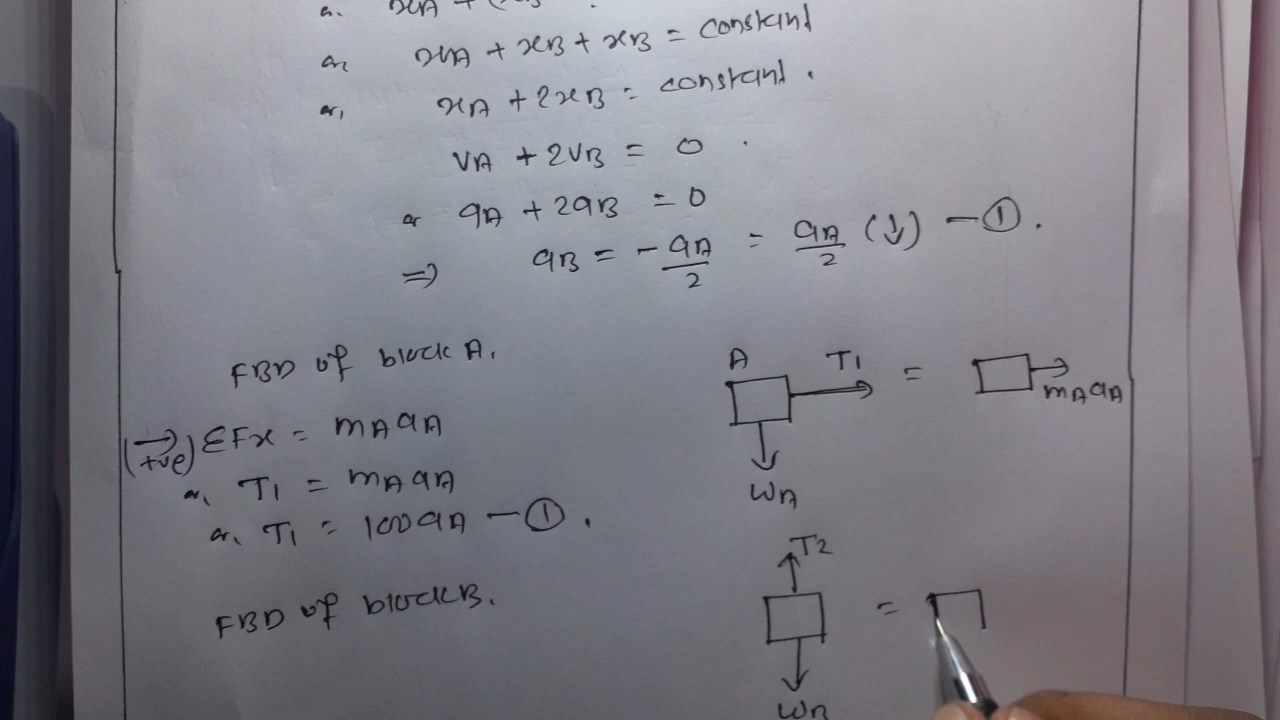 xA + xB + xB = constant
or, xA + 2xB = constant.
vA + 2vB = 0.
or aA + 2aB = 0
⇒ aB = -aA/2 = aA/2 (↓) — ①.
FBD of block A.
A T1 = mAaA
WA
(→ +ve) ΣFx = mAaA
or, T1 = mAaA
or, T1 = 100aA — ①.
FBD of block B.
T2 =
WB